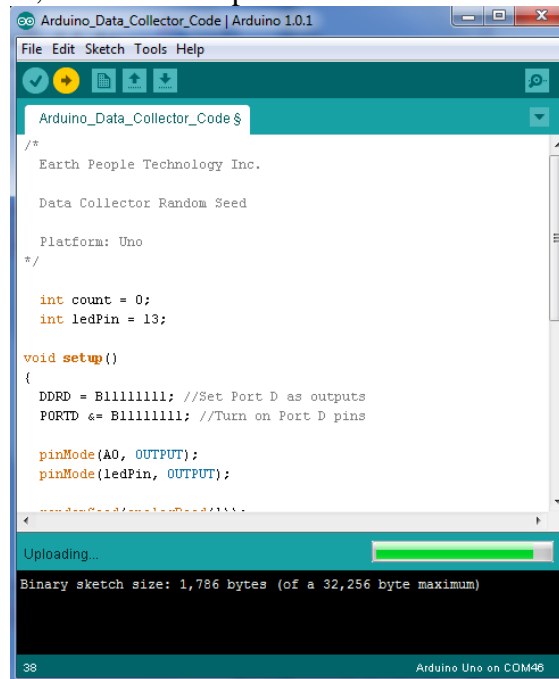 Arduino_Data_Collector_Code | Arduino 1.0.1
File Edit Sketch Tools Help
Arduino_Data_Collector_Code §
/*
Earth People Technology Inc.
Data Collector Random Seed
Platform: Uno
*/
int count = 0;
int ledPin = 13;
void setup()
{
DDRD = B11111111; //Set Port D as outputs
PORTD &= B11111111; //Turn on Port D pins
pinMode(A0, OUTPUT);
pinMode(ledPin, OUTPUT);
Uploading...
Binary sketch size: 1,786 bytes (of a 32,256 byte maximum)
38 Arduino Uno on COM46